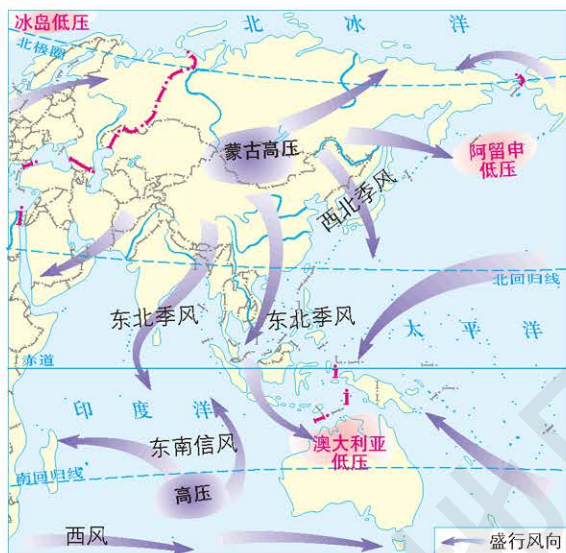 冰岛低压
北冰洋
北极圈
蒙古高压
阿留申
低压
西北季风
北回归线
东北季风
东北季风
太平洋
赤道
印度洋
东南信风
澳大利亚
低压
南回归线
高压
西风
盛行风向